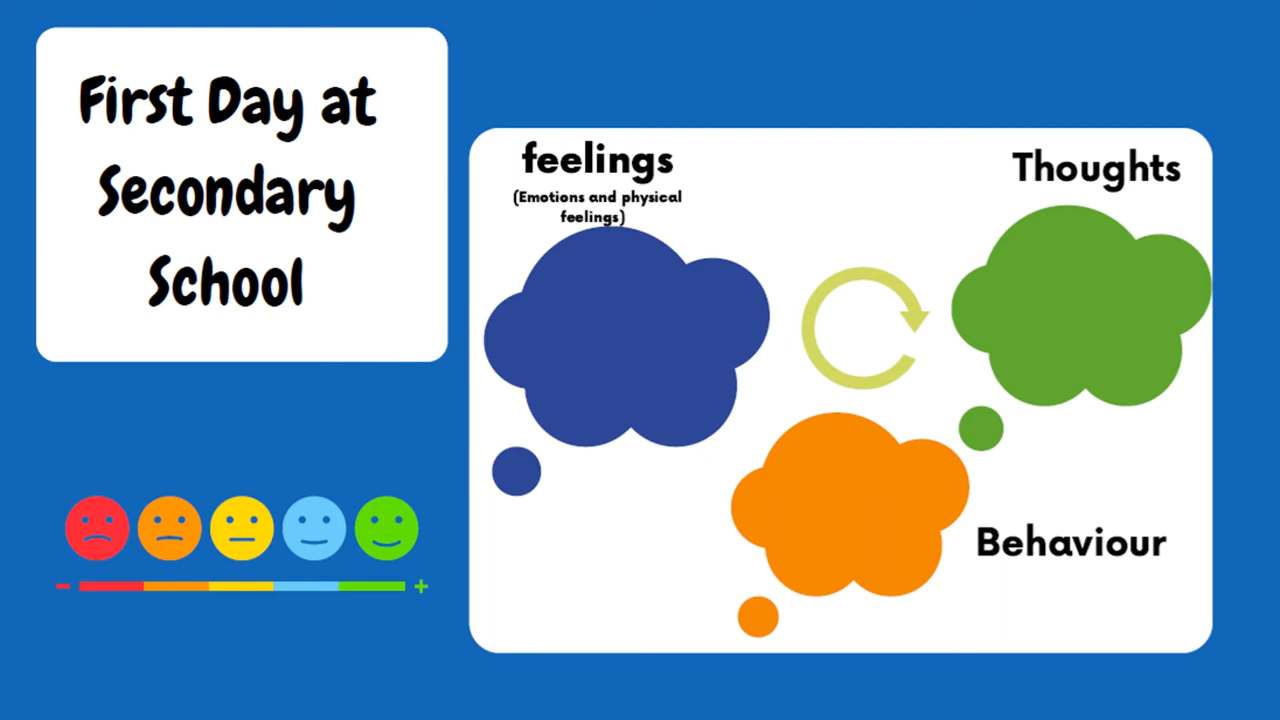 First Day at
Secondary
School
feelings
(Emotions and physical
feelings)
Thoughts
Behaviour
- +